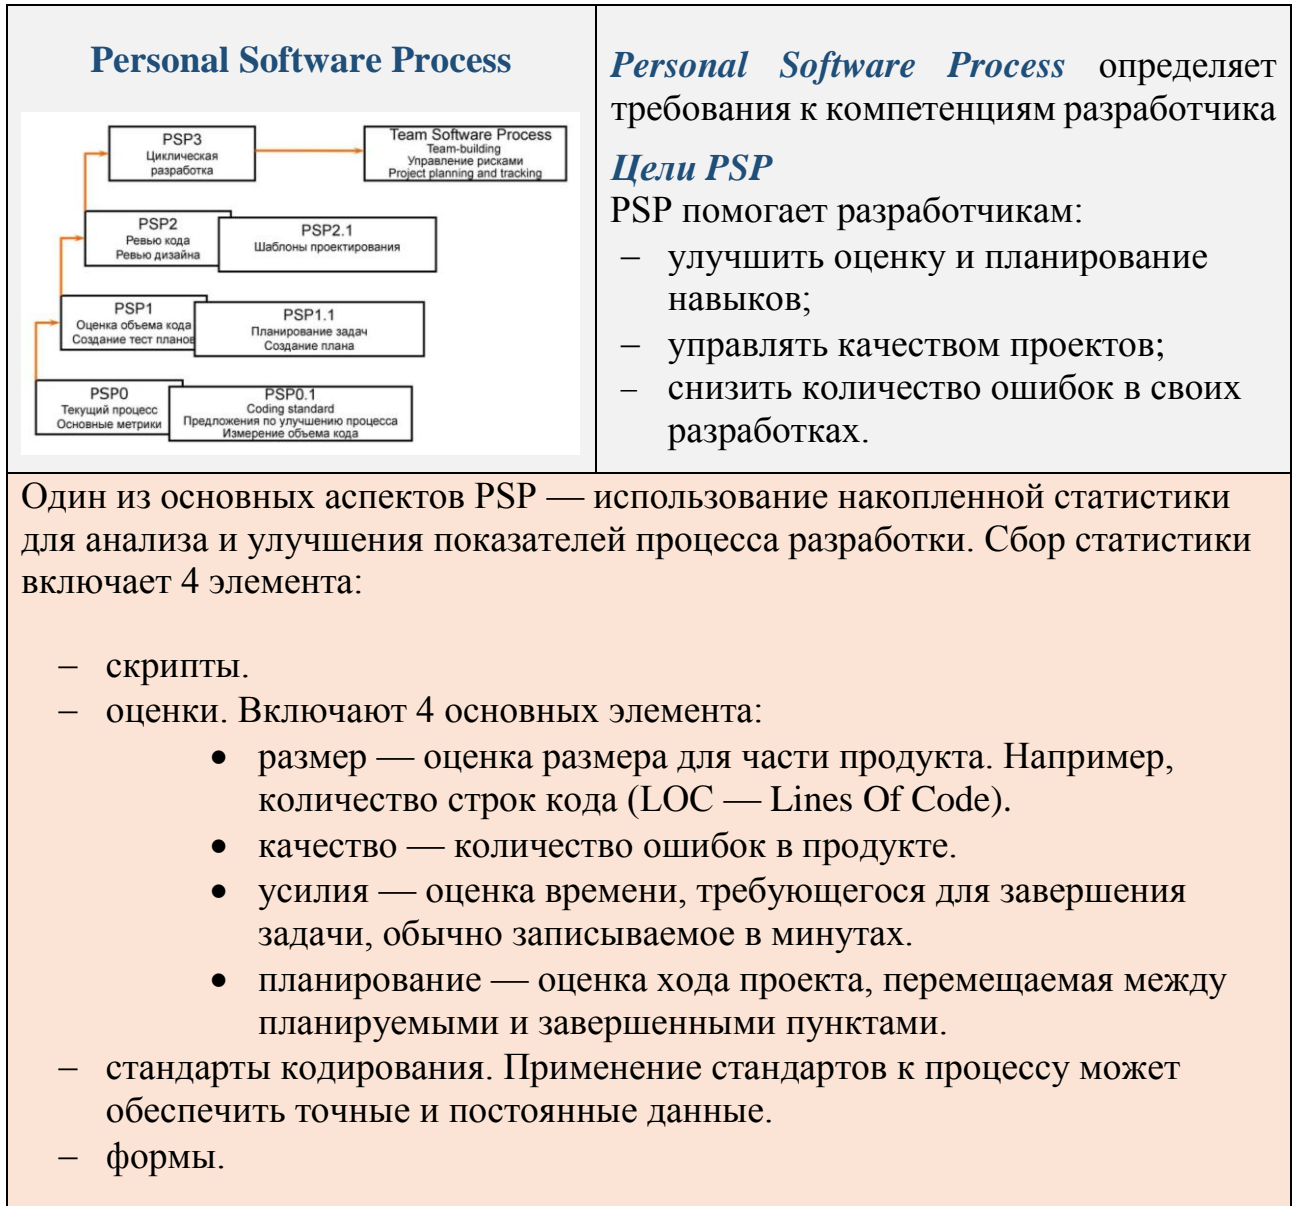 Personal Software Process
PSP3
Циклическая
разработка
Team Software Process
Team-building
Управление рисками
Project planning and tracking
PSP2
Ревью кода
Ревью дизайна
PSP2.1
Шаблоны проектирования
PSP1
Оценка объема кода
Создание тест планов
PSP1.1
Планирование задач
Создание плана
PSP0
Текущий процесс
Основные метрики
PSP0.1
Coding standard
Предложения по улучшению процесса
Измерение объема кода
Personal Software Process определяет
требования к компетенциям разработчика
Цели PSP
PSP помогает разработчикам:
– улучшить оценку и планирование
навыков;
– управлять качеством проектов;
– снизить количество ошибок в своих
разработках.
Один из основных аспектов PSP — использование накопленной статистики
для анализа и улучшения показателей процесса разработки. Сбор статистики
включает 4 элемента:
– скрипты.
– оценки. Включают 4 основных элемента:
• размер — оценка размера для части продукта. Например,
количество строк кода (LOC — Lines Of Code).
• качество — количество ошибок в продукте.
• усилия — оценка времени, требующегося для завершения
задачи, обычно записываемое в минутах.
• планирование — оценка хода проекта, перемещаемая между
планируемыми и завершенными пунктами.
– стандарты кодирования. Применение стандартов к процессу может
обеспечить точные и постоянные данные.
– формы.